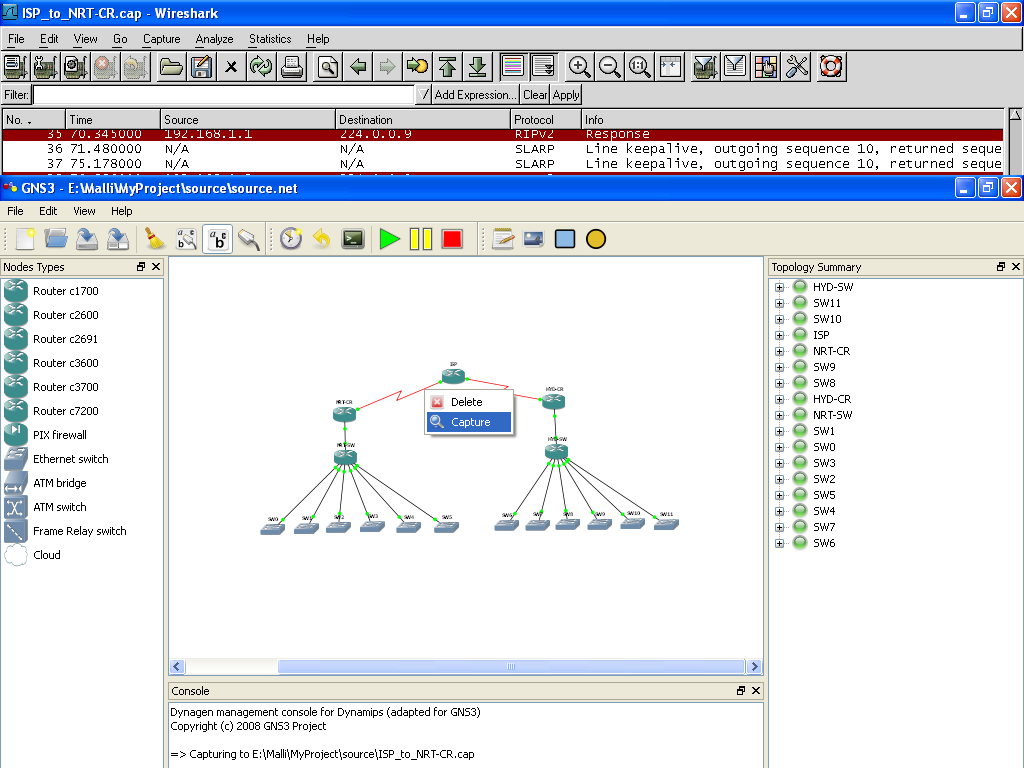 ISP_to_NRT-CR.cap - Wireshark
File Edit View Go Capture Analyze Statistics Help
Filter: Add Expression... Clear Apply
No. . Time Source Destination Protocol Info
35 70.345000 192.168.1.1 224.0.0.9 RIPv2 Response
36 71.480000 N/A N/A SLARP Line keepalive, outgoing sequence 10, returned seque
37 75.178000 N/A N/A SLARP Line keepalive, outgoing sequence 10, returned seque
GNS3 - E:\Malli\MyProject\source\source.net
File Edit View Help
Nodes Types
Router c1700
Router c2600
Router c2691
Router c3600
Router c3700
Router c7200
PIX firewall
Ethernet switch
ATM bridge
ATM switch
Frame Relay switch
Cloud
ISP
NRT-CR
HYD-CR
Delete
Capture
NRT-SW
HYD-SW
SW0 SW2 SW3 SW4 SW5 SW6 SW7 SW8 SW9 SW10 SW11
Topology Summary
HYD-SW
SW11
SW10
ISP
NRT-CR
SW9
SW8
HYD-CR
NRT-SW
SW1
SW0
SW3
SW2
SW5
SW4
SW7
SW6
Console
Dynagen management console for Dynamips (adapted for GNS3)
Copyright (c) 2008 GNS3 Project
=> Capturing to E:\Malli\MyProject\source\ISP_to_NRT-CR.cap